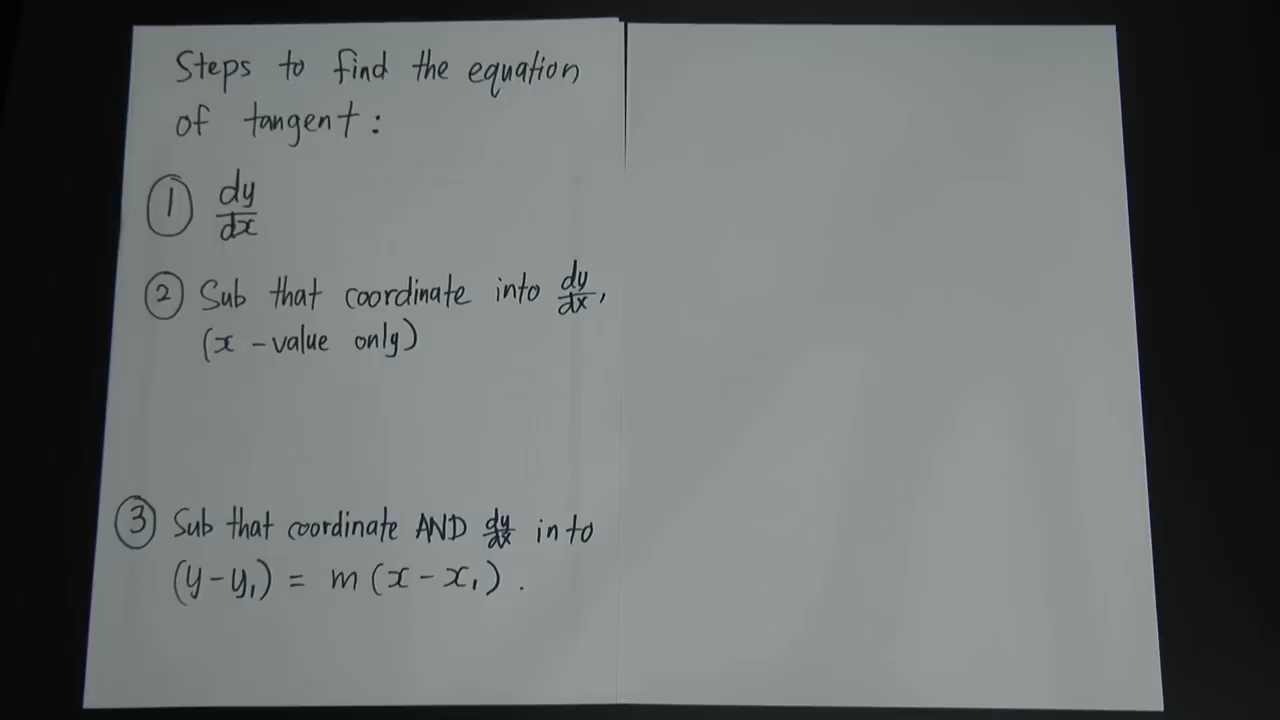 Steps to find the equation
of tangent:
① dy/dx
② Sub that coordinate into dy/dx,
(x - value only)
③ Sub that coordinate AND dy/dx into
(y - y₁) = m (x - x₁).